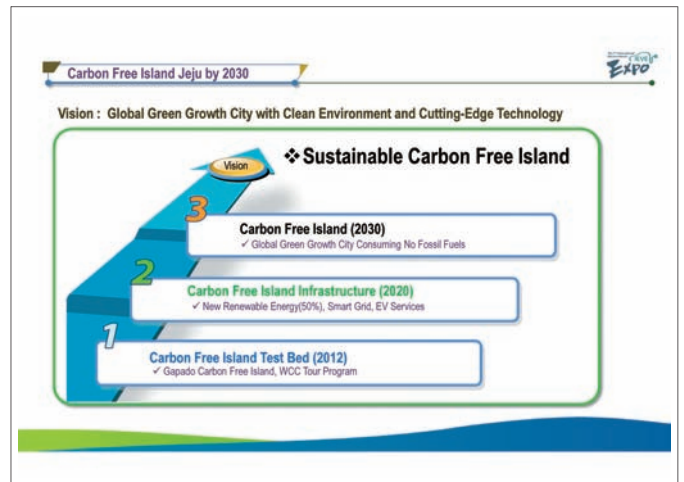 Carbon Free Island Jeju by 2030
EXPO
Vision : Global Green Growth City with Clean Environment and Cutting-Edge Technology
Vision
❖ Sustainable Carbon Free Island
3
Carbon Free Island (2030)
✓ Global Green Growth City Consuming No Fossil Fuels
2
Carbon Free Island Infrastructure (2020)
✓ New Renewable Energy(50%), Smart Grid, EV Services
1
Carbon Free Island Test Bed (2012)
✓ Gapado Carbon Free Island, WCC Tour Program